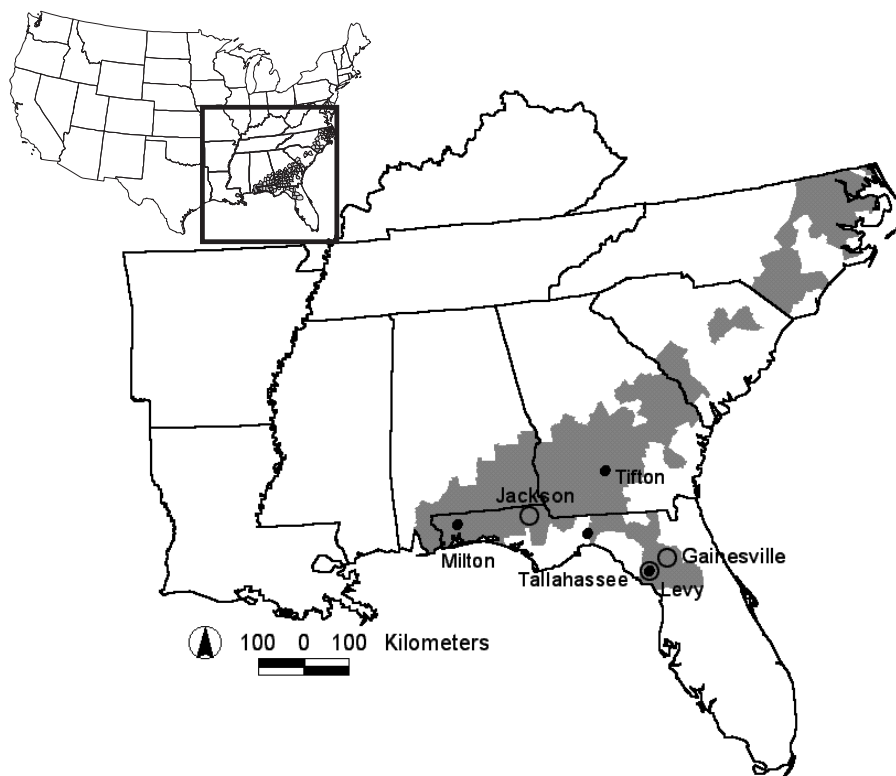 Tifton
Jackson
Milton
Gainesville
Tallahassee
Levy
100 0 100 Kilometers